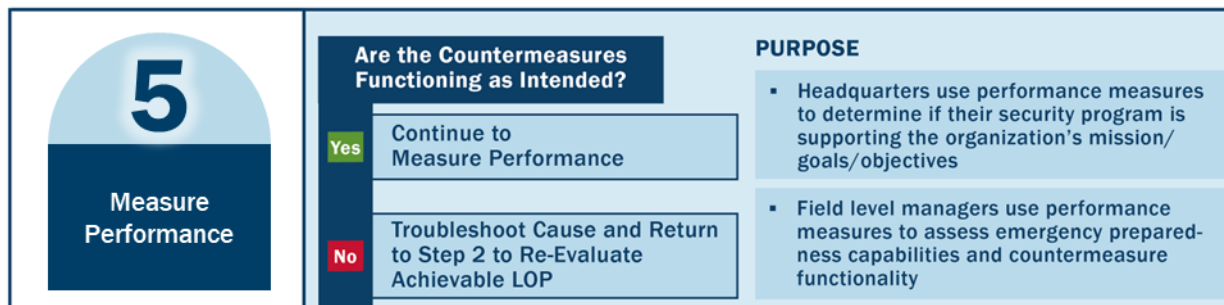 5
Measure
Performance
Are the Countermeasures
Functioning as Intended?
Yes
Continue to
Measure Performance
No
Troubleshoot Cause and Return
to Step 2 to Re-Evaluate
Achievable LOP
PURPOSE
▪ Headquarters use performance measures
to determine if their security program is
supporting the organization's mission/
goals/objectives
▪ Field level managers use performance
measures to assess emergency prepared-
ness capabilities and countermeasure
functionality